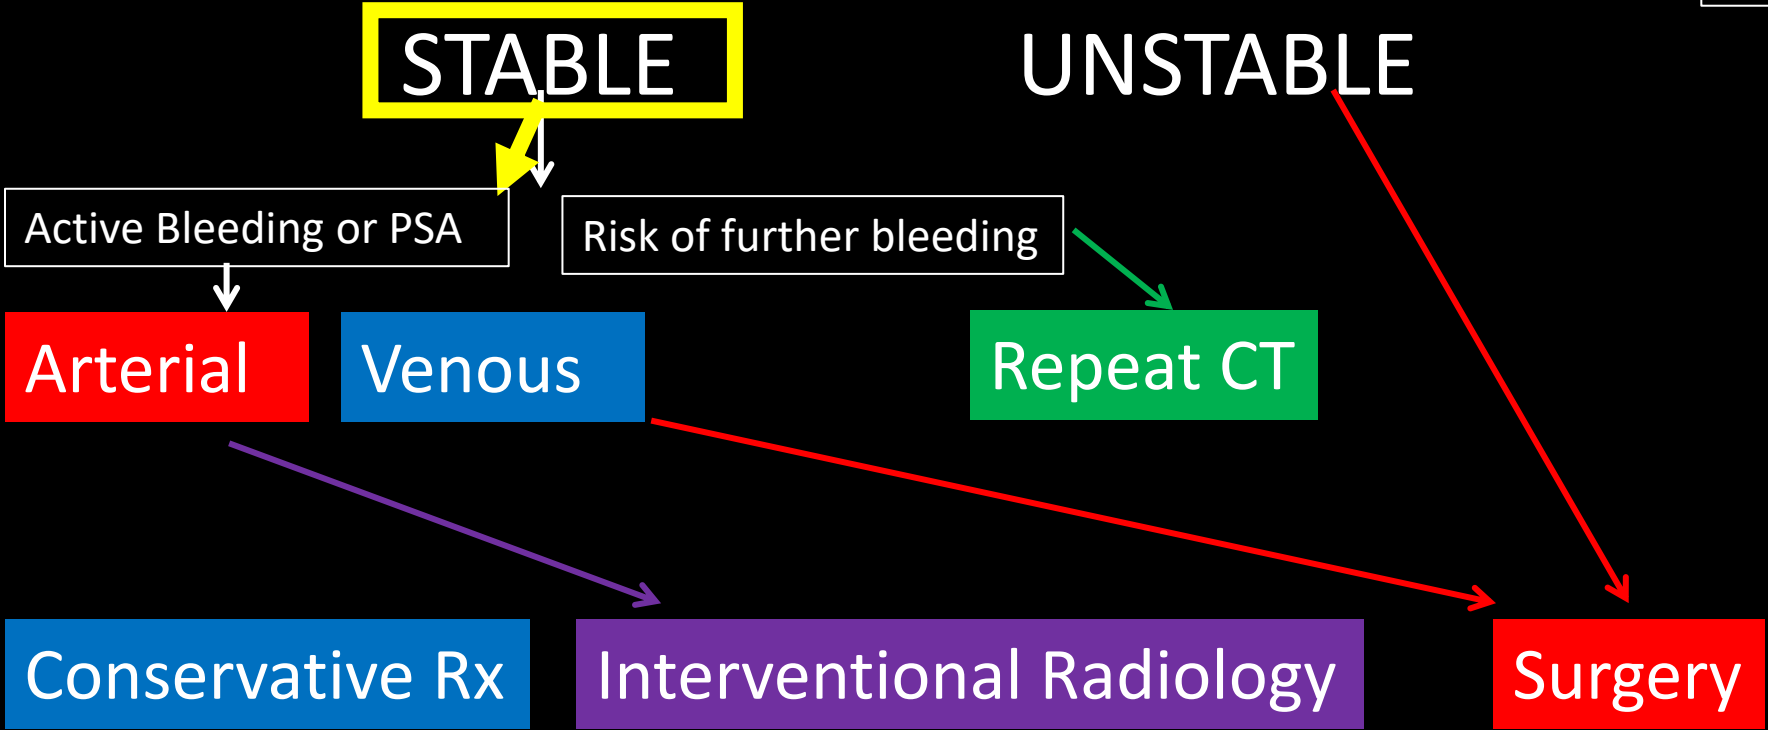 STABLE
UNSTABLE
Active Bleeding or PSA
Risk of further bleeding
Arterial
Venous
Repeat CT
Conservative Rx
Interventional Radiology
Surgery